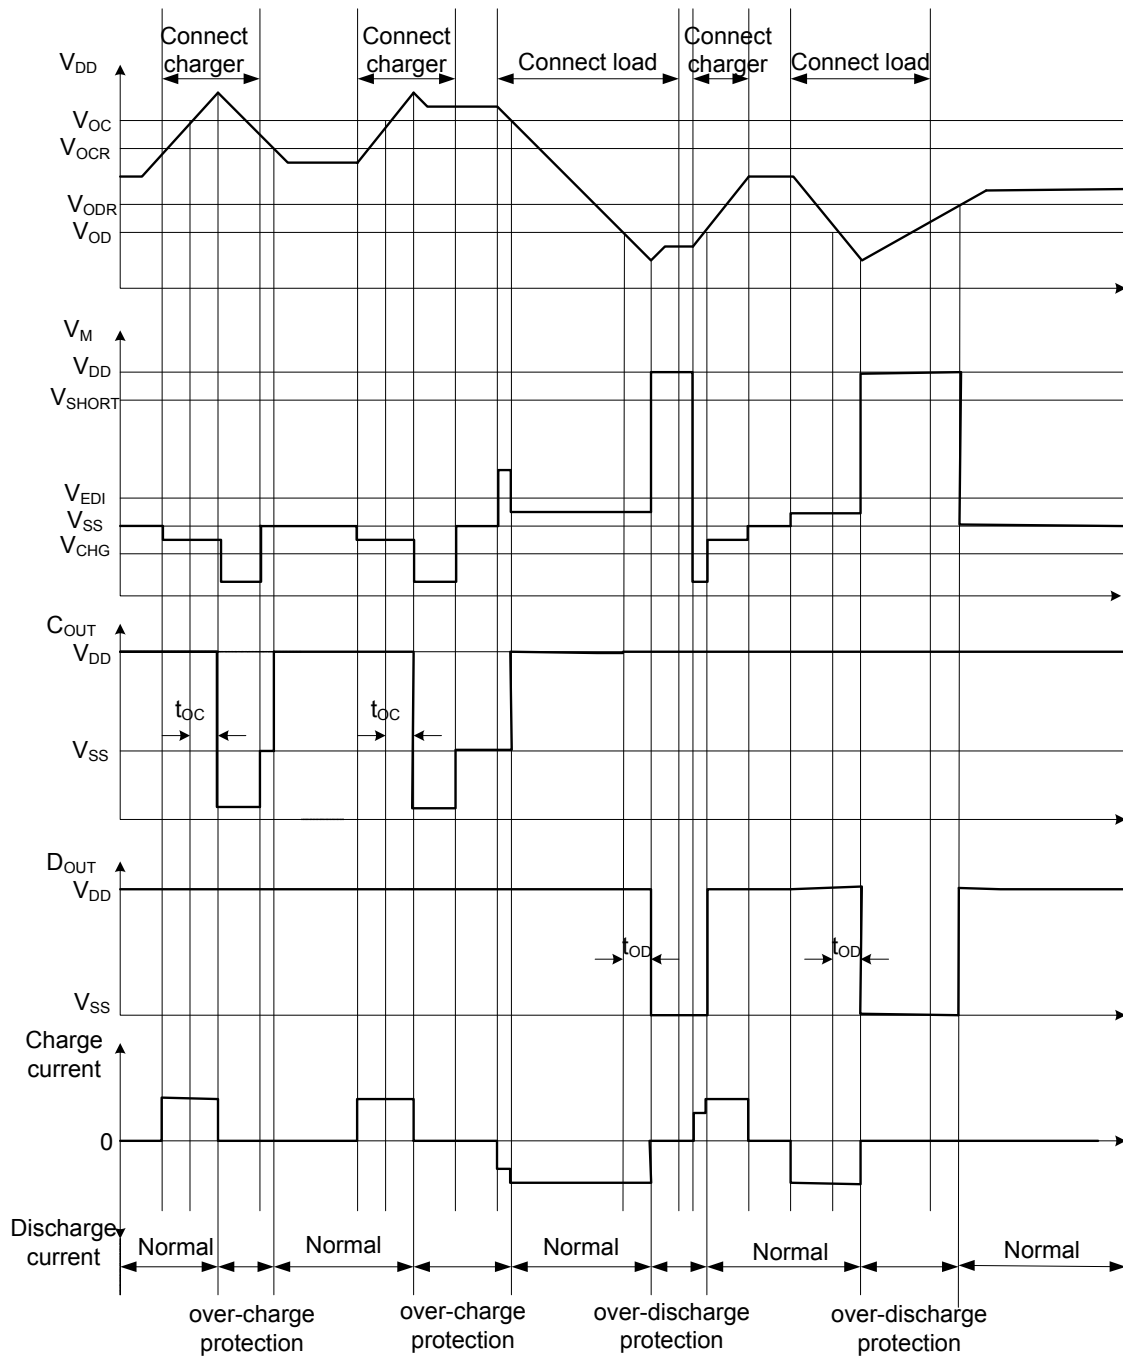 Connect charger
Connect charger
Connect load
Connect charger
Connect load
VDD
VOC
VOCR
VODR
VOD
VM
VDD
VSHORT
VEDI
VSS
VCHG
COUT
VDD
tOC
tOC
VSS
DOUT
VDD
tOD
tOD
VSS
Charge current
0
Discharge current
Normal
Normal
Normal
Normal
Normal
over-charge protection
over-charge protection
over-discharge protection
over-discharge protection